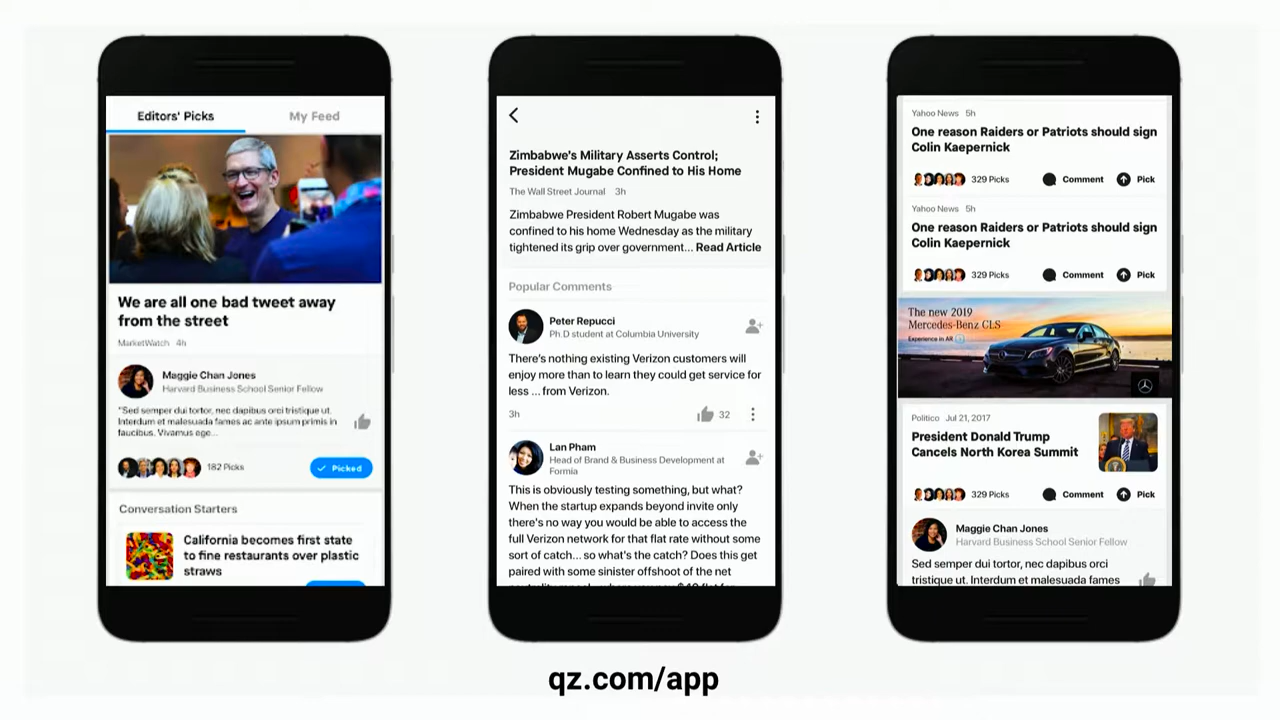 Editors' Picks
My Feed
We are all one bad tweet away
from the street
MarketWatch 4h
Maggie Chan Jones
Harvard Business School Senior Fellow
"Sed semper dui tortor, nec dapibus orci tristique ut.
Interdum et malesuada fames ac ante ipsum primis in
faucibus. Vivamus ege...
182 Picks
Picked
Conversation Starters
California becomes first state
to fine restaurants over plastic
straws
Zimbabwe's Military Asserts Control;
President Mugabe Confined to His Home
The Wall Street Journal 3h
Zimbabwe President Robert Mugabe was
confined to his home Wednesday as the military
tightened its grip over government... Read Article
Popular Comments
Peter Repucci
Ph.D student at Columbia University
There's nothing existing Verizon customers will
enjoy more than to learn they could get service for
less ... from Verizon.
3h
32
Lan Pham
Head of Brand & Business Development at
Formia
This is obviously testing something, but what?
When the startup expands beyond invite only
there's no way you would be able to access the
full Verizon network for that flat rate without some
sort of catch... so what's the catch? Does this get
paired with some sinister offshoot of the net
Yahoo News 5h
One reason Raiders or Patriots should sign
Colin Kaepernick
329 Picks
Comment
Pick
Yahoo News 5h
One reason Raiders or Patriots should sign
Colin Kaepernick
329 Picks
Comment
Pick
The new 2019
Mercedes-Benz CLS
Experience in AR
Politico Jul 21, 2017
President Donald Trump
Cancels North Korea Summit
329 Picks
Comment
Pick
Maggie Chan Jones
Harvard Business School Senior Fellow
Sed semper dui tortor, nec dapibus orci
tristique ut. Interdum et malesuada fames
qz.com/app